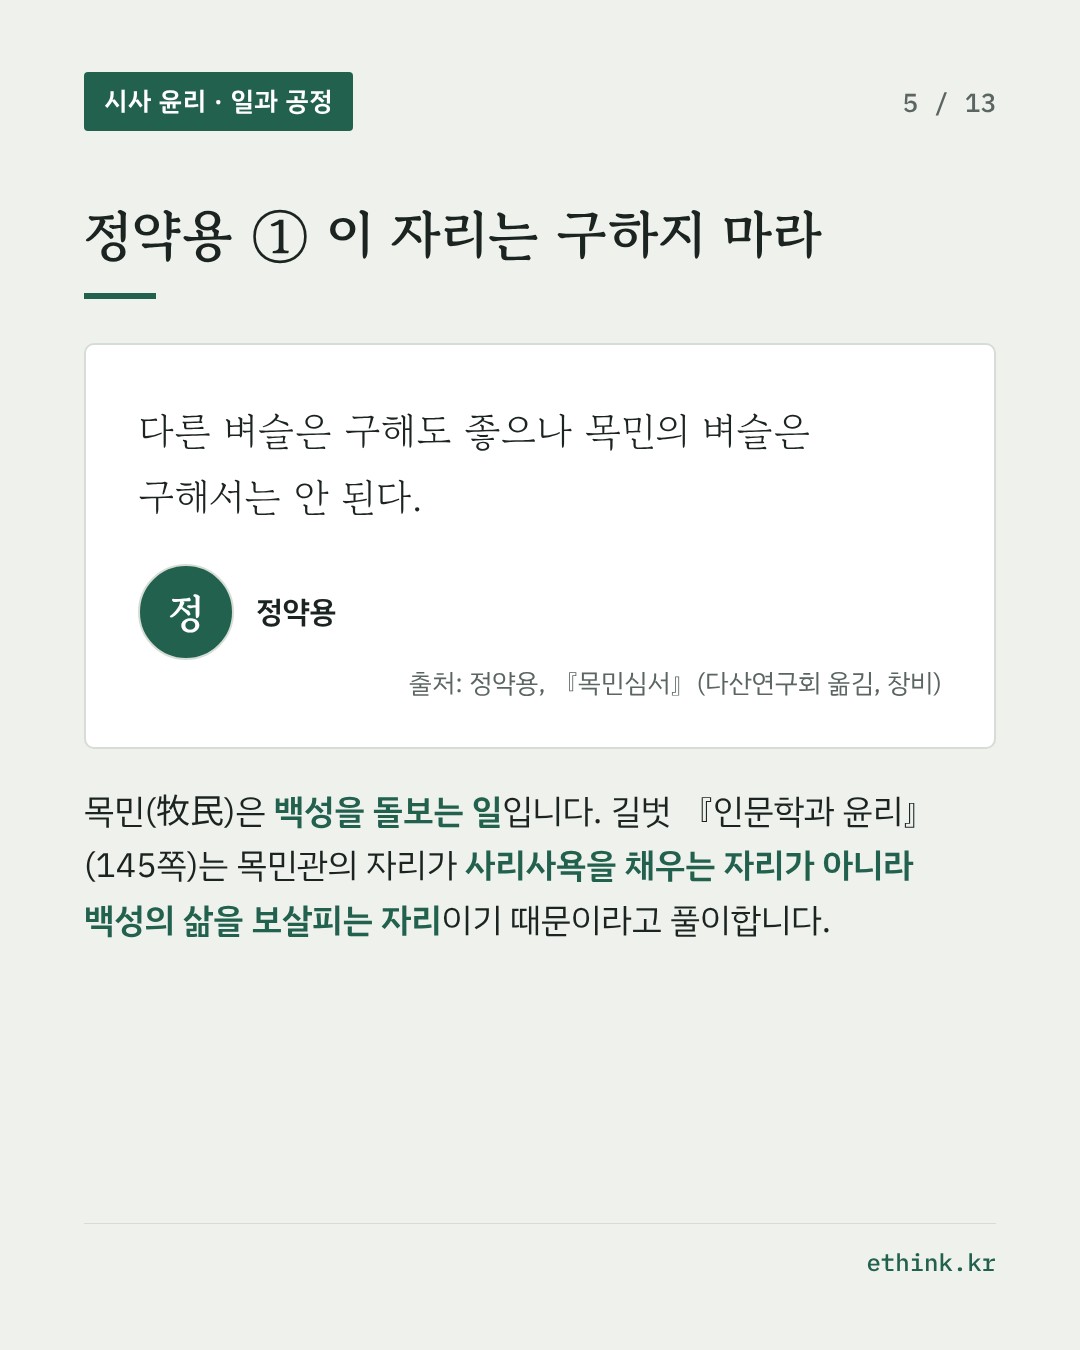 시사 윤리 · 일과 공정
5 / 13
정약용 ① 이 자리는 구하지 마라
다른 벼슬은 구해도 좋으나 목민의 벼슬은
구해서는 안 된다.
정
정약용
출처: 정약용, 『목민심서』 (다산연구회 옮김, 창비)
목민(牧民)은 백성을 돌보는 일입니다. 길벗 『인문학과 윤리』
(145쪽)는 목민관의 자리가 사리사욕을 채우는 자리가 아니라
백성의 삶을 보살피는 자리이기 때문이라고 풀이합니다.
ethink.kr